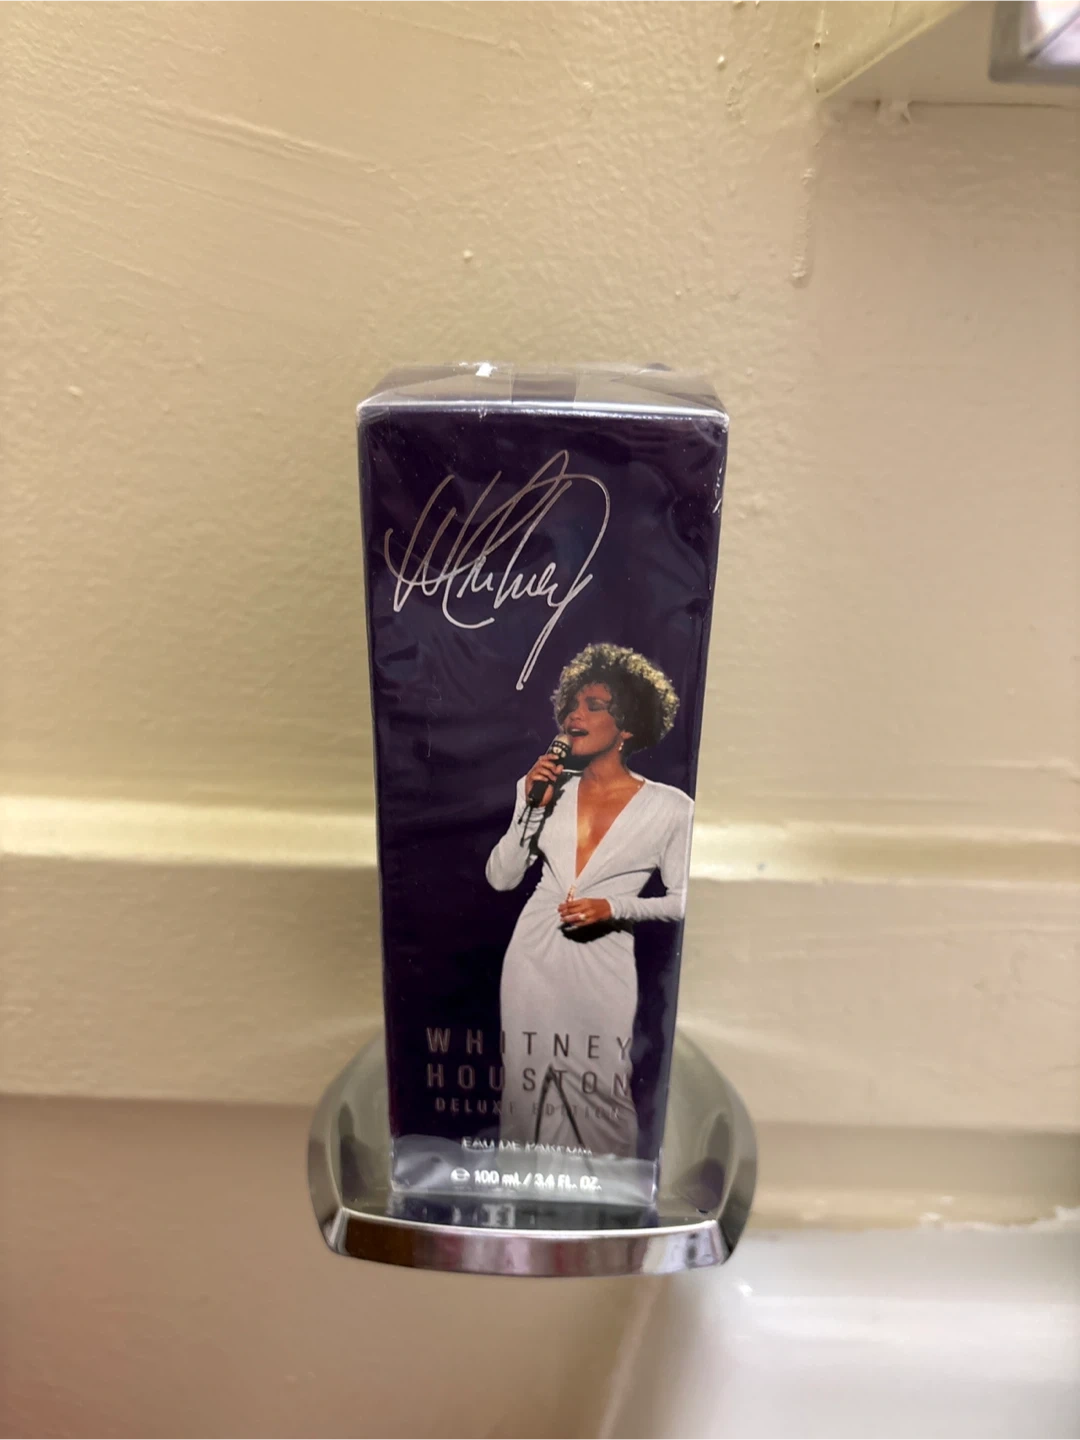 Whitney
WHITNEY
HOUSTON
DELUXE EDITION
EAU DE PARFUM
℮ 100 mL / 3.4 FL. OZ.